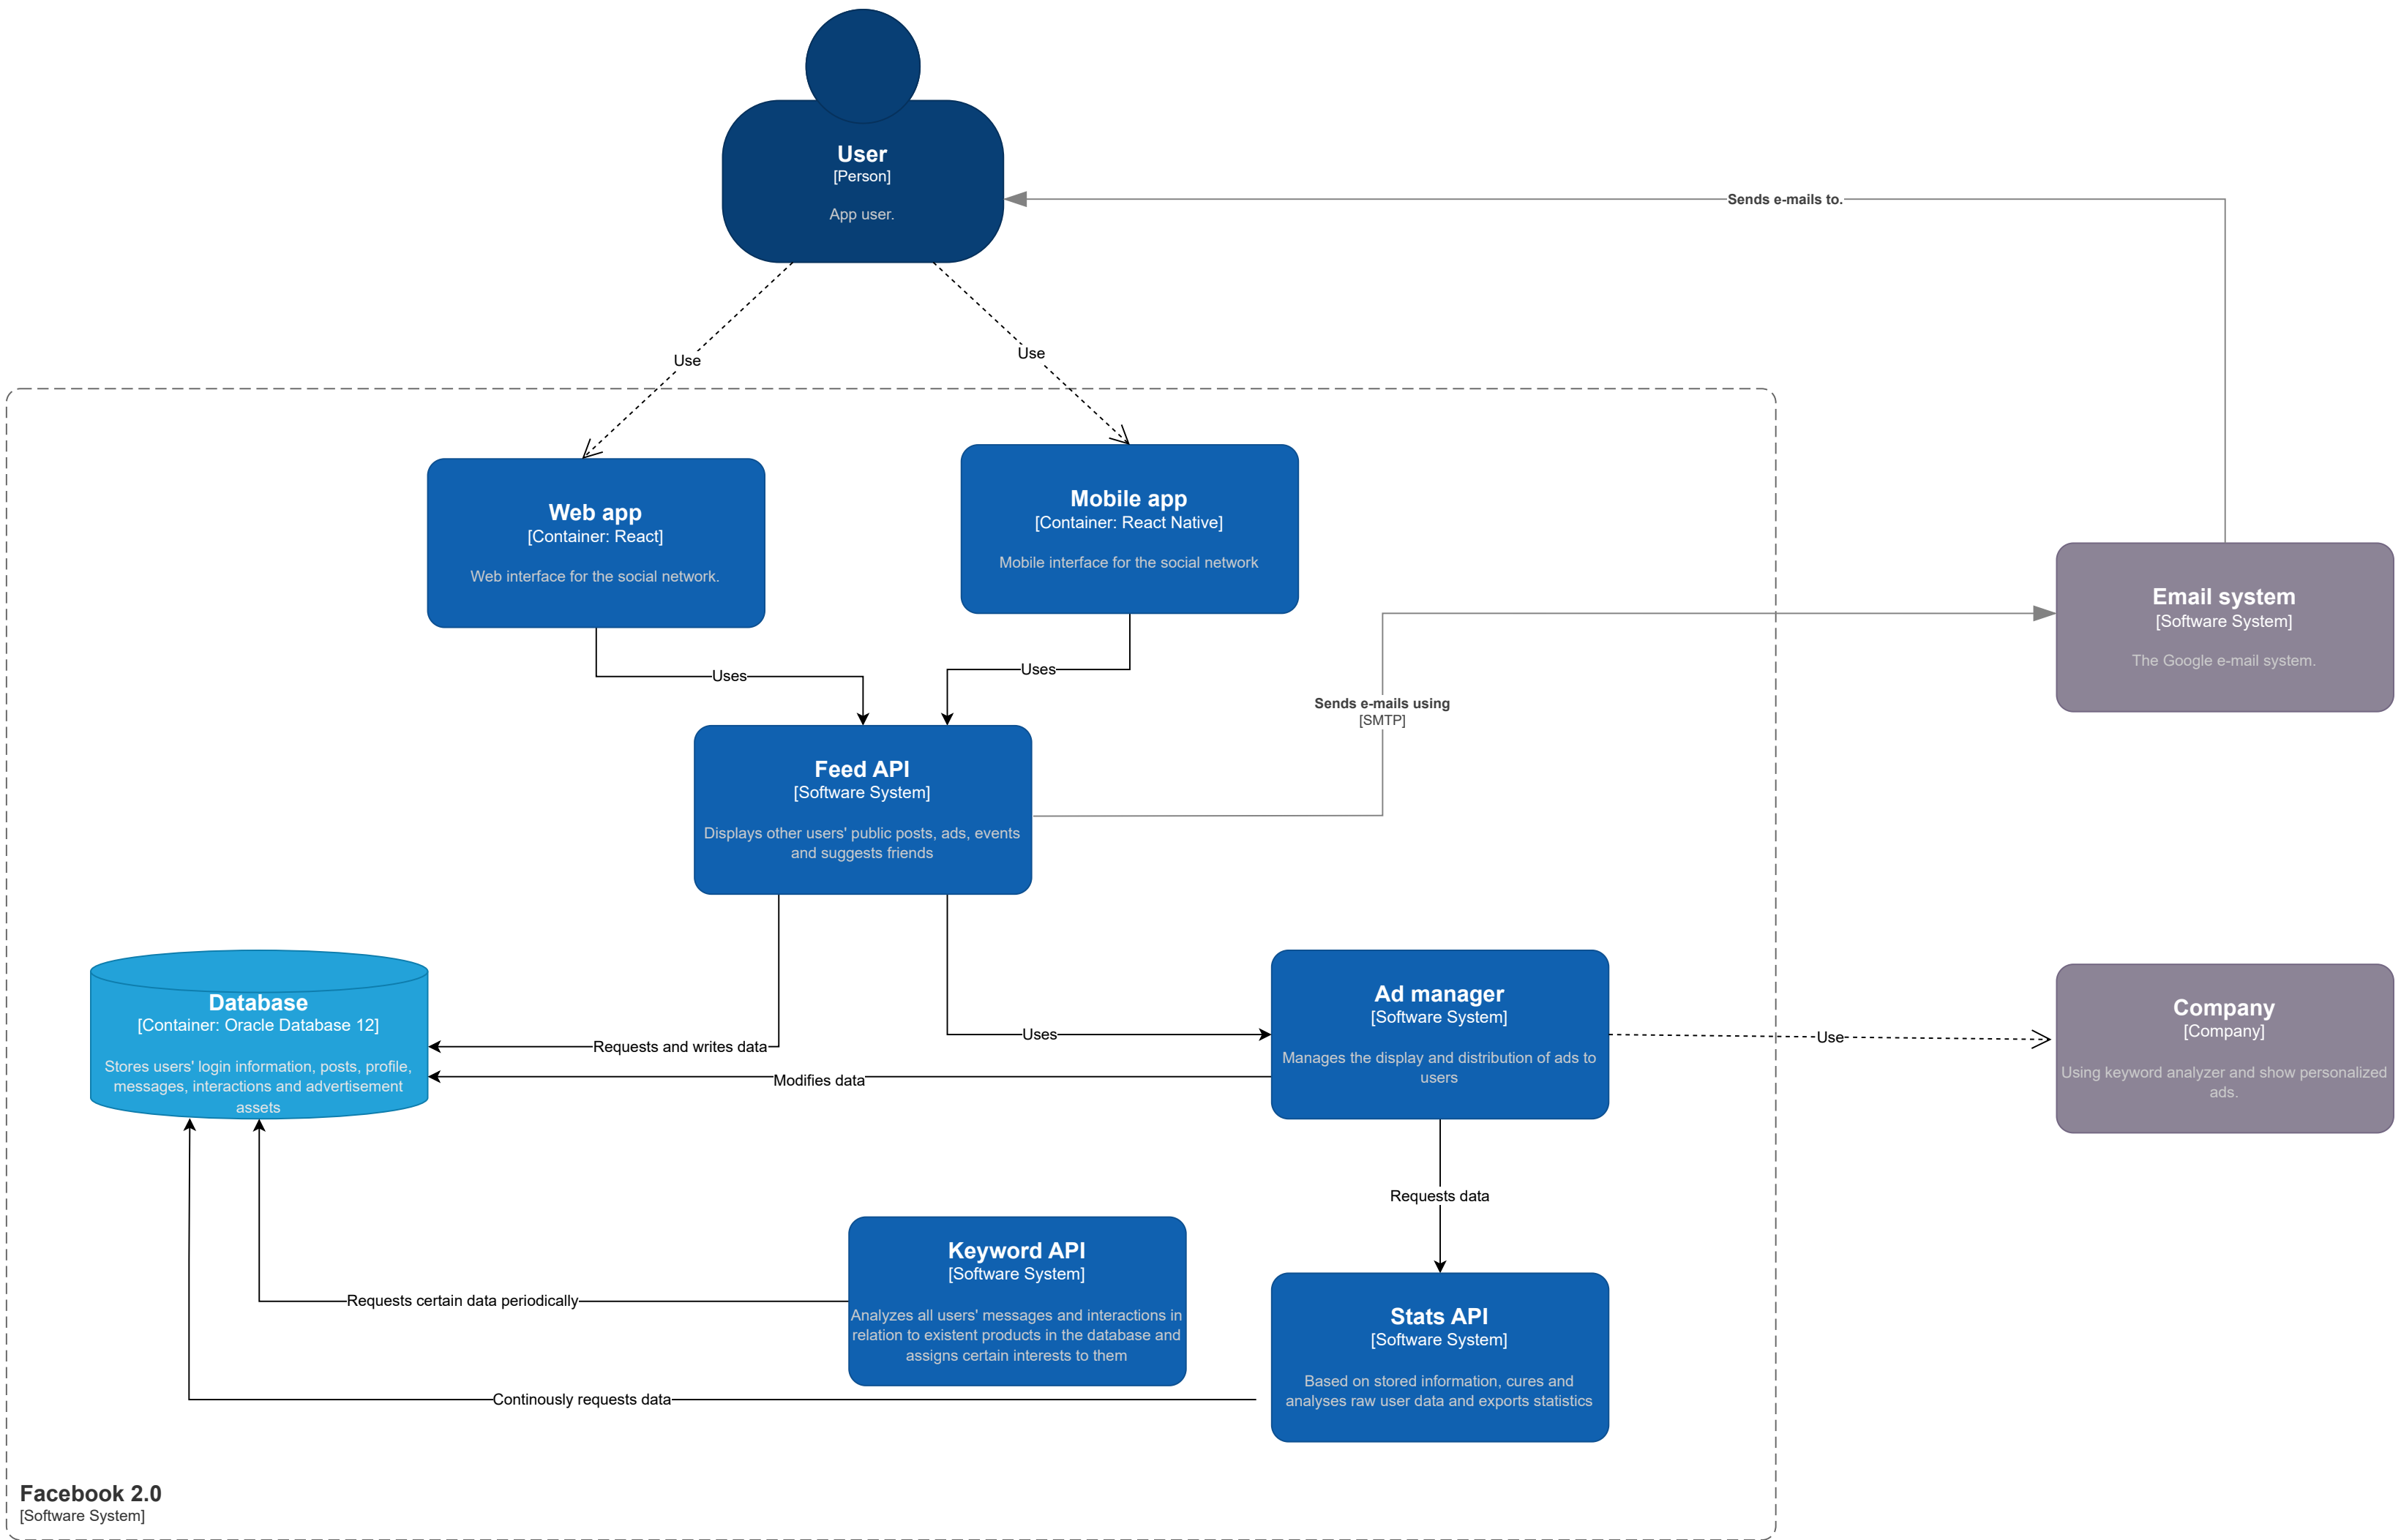 User
[Person]
App user.
Sends e-mails to.
Use
Use
Web app
[Container: React]
Web interface for the social network.
Mobile app
[Container: React Native]
Mobile interface for the social network
Email system
[Software System]
The Google e-mail system.
Uses
Uses
Sends e-mails using
[SMTP]
Feed API
[Software System]
Displays other users' public posts, ads, events
and suggests friends
Database
[Container: Oracle Database 12]
Stores users' login information, posts, profile,
messages, interactions and advertisement
assets
Requests and writes data
Uses
Modifies data
Ad manager
[Software System]
Manages the display and distribution of ads to
users
Use
Company
[Company]
Using keyword analyzer and show personalized
ads.
Requests data
Keyword API
[Software System]
Analyzes all users' messages and interactions in
relation to existent products in the database and
assigns certain interests to them
Requests certain data periodically
Stats API
[Software System]
Based on stored information, cures and
analyses raw user data and exports statistics
Continously requests data
Facebook 2.0
[Software System]